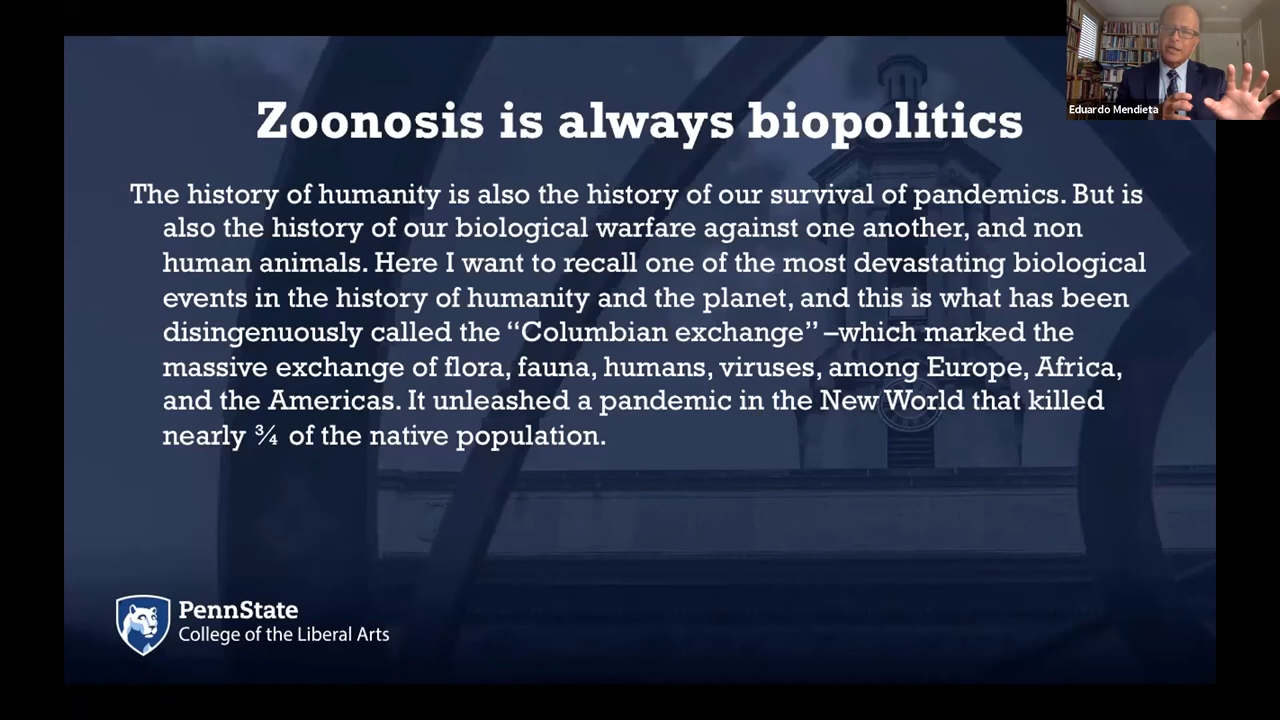 Zoonosis is always biopolitics
Eduardo Mendieta
The history of humanity is also the history of our survival of pandemics. But is
also the history of our biological warfare against one another, and non
human animals. Here I want to recall one of the most devastating biological
events in the history of humanity and the planet, and this is what has been
disingenuously called the “Columbian exchange” –which marked the
massive exchange of flora, fauna, humans, viruses, among Europe, Africa,
and the Americas. It unleashed a pandemic in the New World that killed
nearly ¾ of the native population.
PennState
College of the Liberal Arts